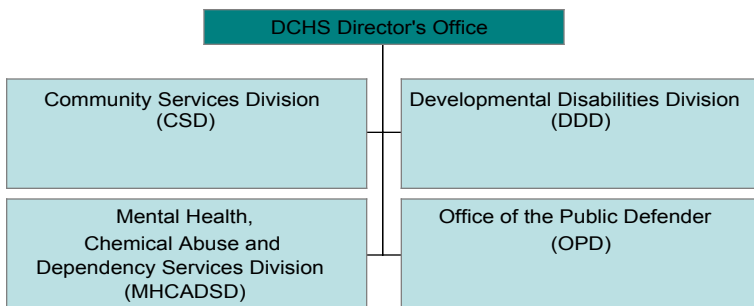 DCHS Director's Office
Community Services Division
(CSD)
Developmental Disabilities Division
(DDD)
Mental Health,
Chemical Abuse and
Dependency Services Division
(MHCADSD)
Office of the Public Defender
(OPD)